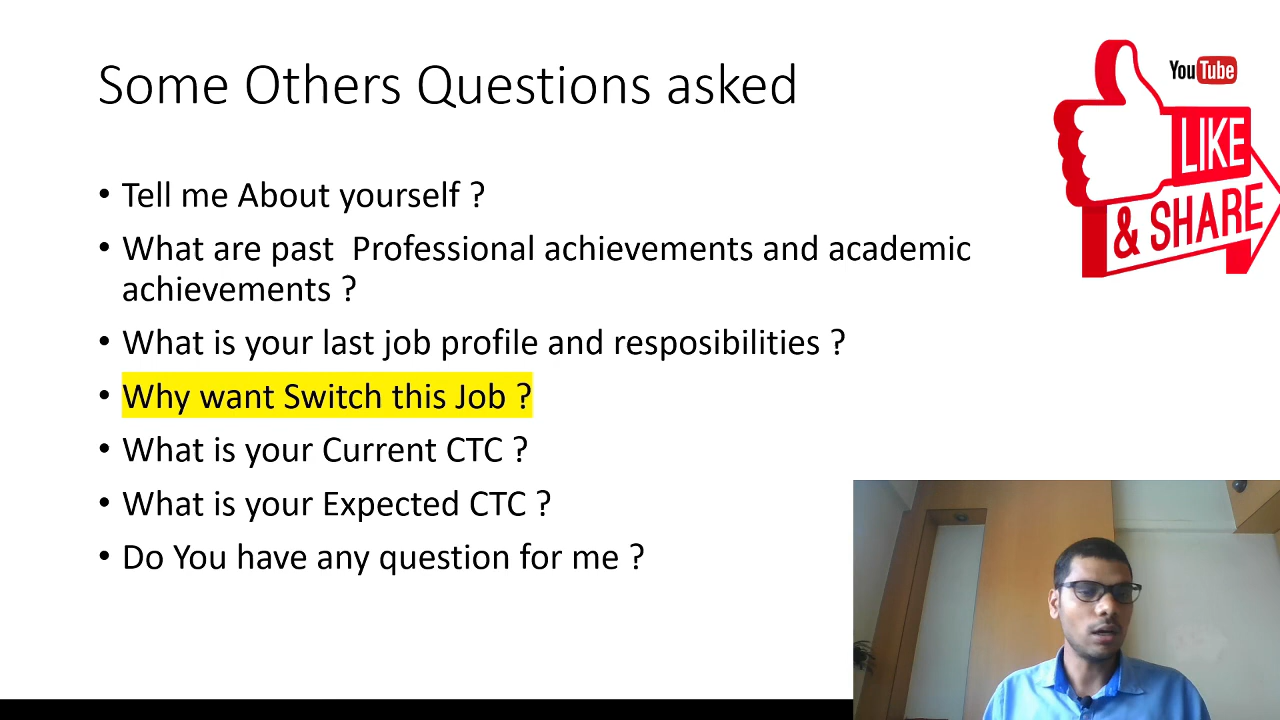 Some Others Questions asked
YouTube
LIKE
& SHARE
• Tell me About yourself ?
• What are past Professional achievements and academic
achievements ?
• What is your last job profile and resposibilities ?
• Why want Switch this Job ?
• What is your Current CTC ?
• What is your Expected CTC ?
• Do You have any question for me ?